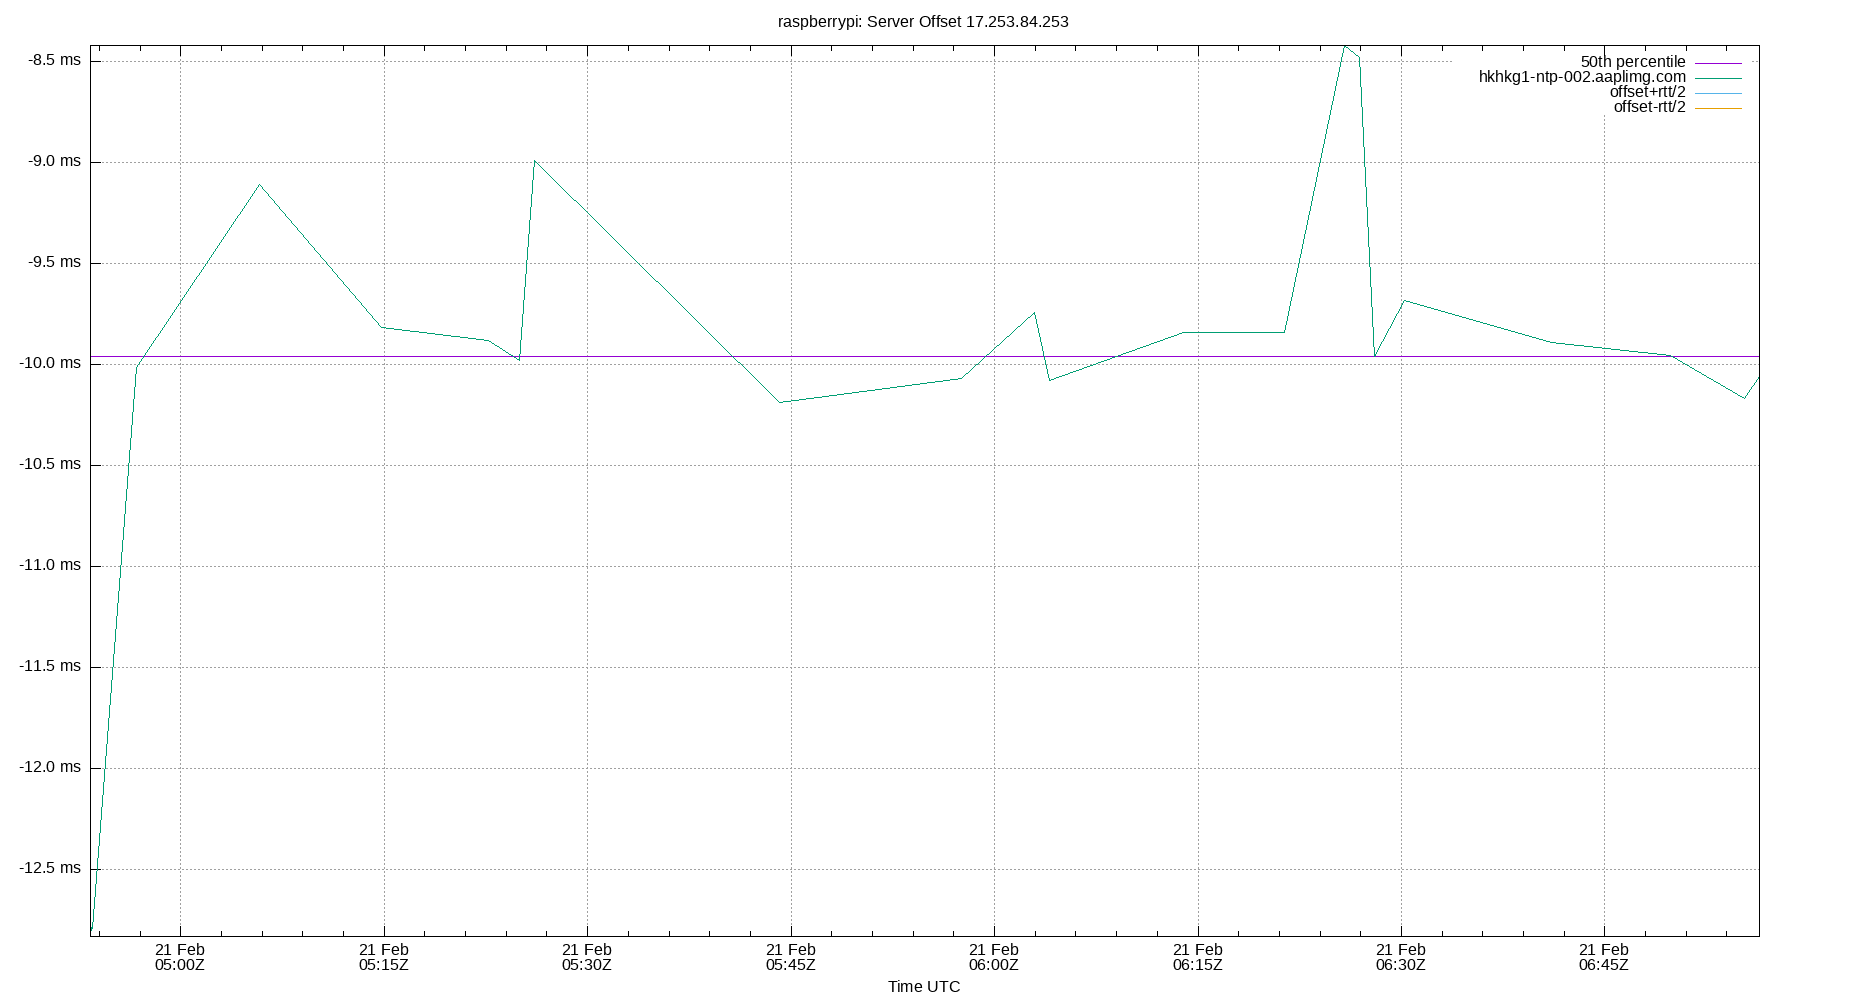 raspberrypi: Server Offset 17.253.84.253
-8.5 ms
-9.0 ms
-9.5 ms
-10.0 ms
-10.5 ms
-11.0 ms
-11.5 ms
-12.0 ms
-12.5 ms
50th percentile
hkhkg1-ntp-002.aaplimg.com
offset+rtt/2
offset-rtt/2
21 Feb
05:00Z
21 Feb
05:15Z
21 Feb
05:30Z
21 Feb
05:45Z
21 Feb
06:00Z
21 Feb
06:15Z
21 Feb
06:30Z
21 Feb
06:45Z
Time UTC